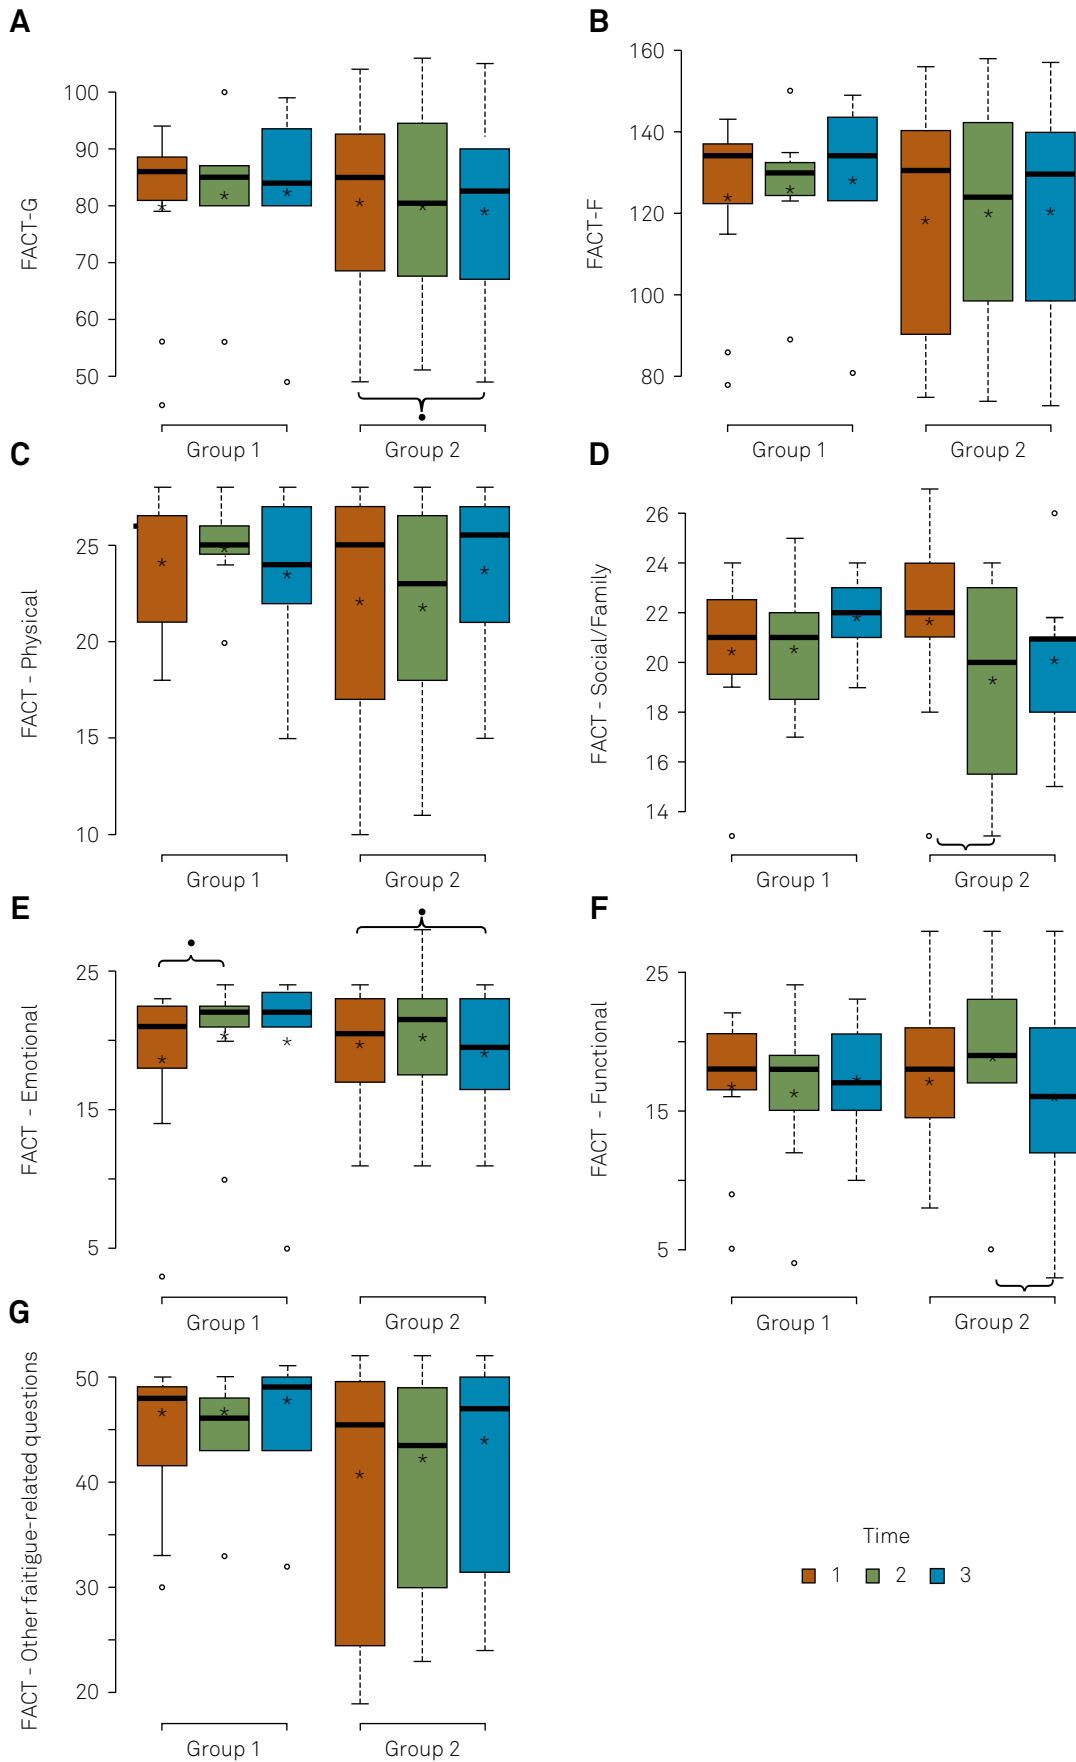 A
FACT-G
100
90
80
70
60
50
Group 1
Group 2
B
FACT-F
160
140
120
100
80
Group 1
Group 2
C
FACT - Physical
25
20
15
10
Group 1
Group 2
D
FACT - Social/Family
26
24
22
20
18
16
14
Group 1
Group 2
E
FACT - Emotional
25
15
5
Group 1
Group 2
F
FACT - Functional
25
15
5
Group 1
Group 2
G
FACT - Other faitigue-related questions
50
40
30
20
Group 1
Group 2
Time
1 2 3